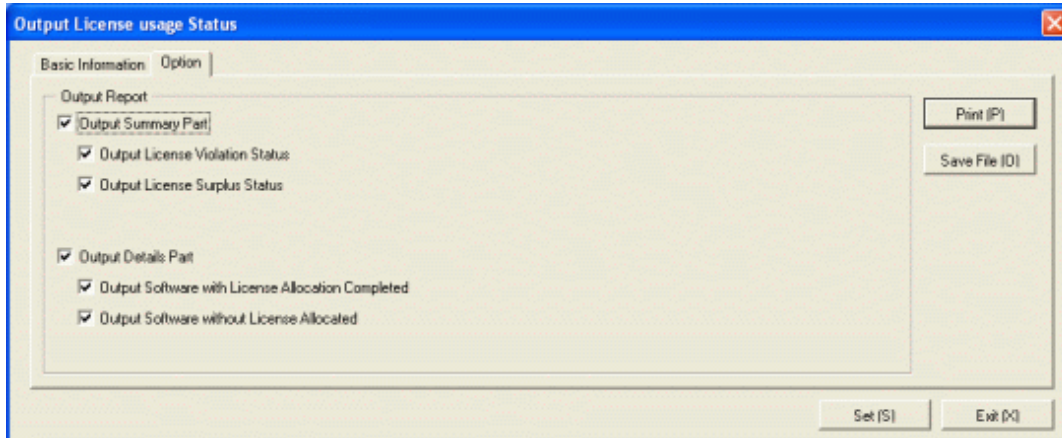 Output License usage Status
Basic Information Option
Output Report
Output Summary Part
Output License Violation Status
Output License Surplus Status
Output Details Part
Output Software with License Allocation Completed
Output Software without License Allocated
Print (P)
Save File (O)
Set (S)
Exit (X)